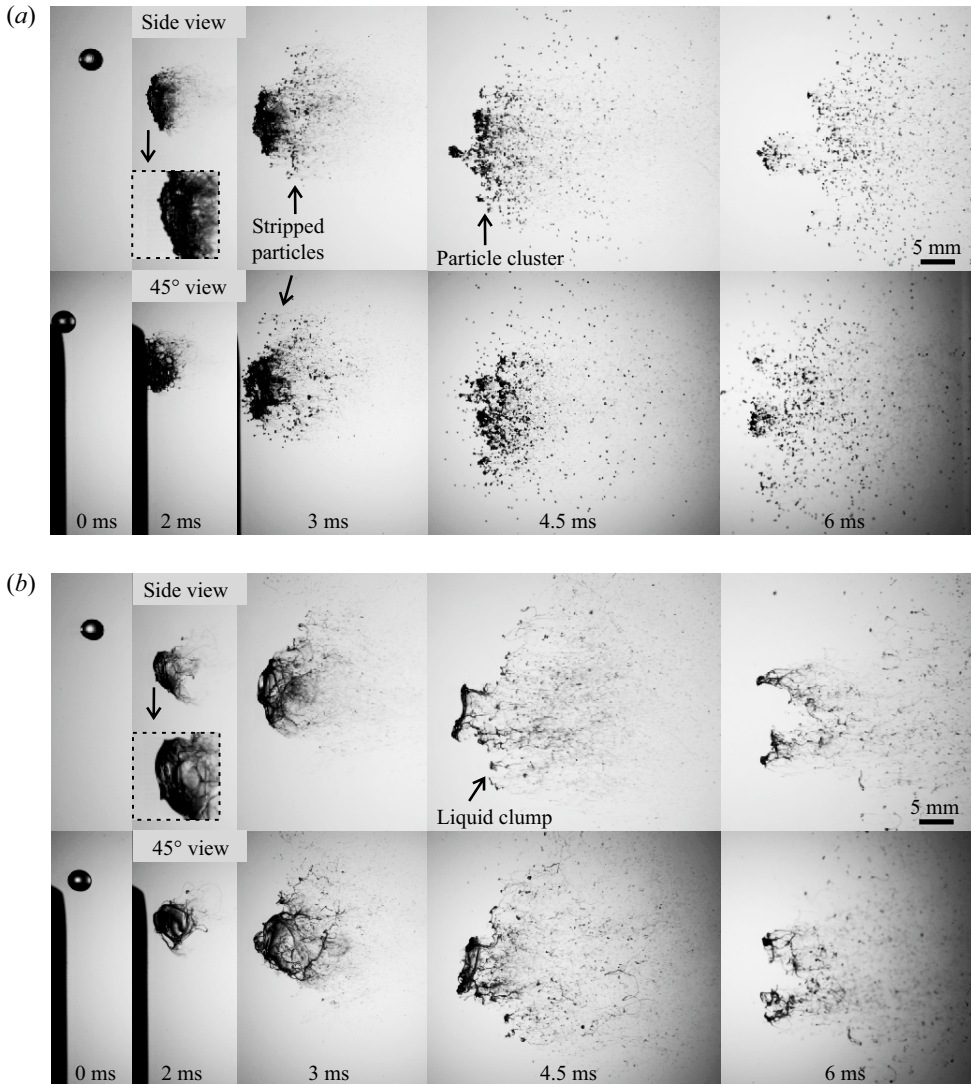 (a)
Side view
Stripped
particles
Particle cluster
5 mm
45° view
0 ms
2 ms
3 ms
4.5 ms
6 ms
(b)
Side view
Liquid clump
5 mm
45° view
0 ms
2 ms
3 ms
4.5 ms
6 ms